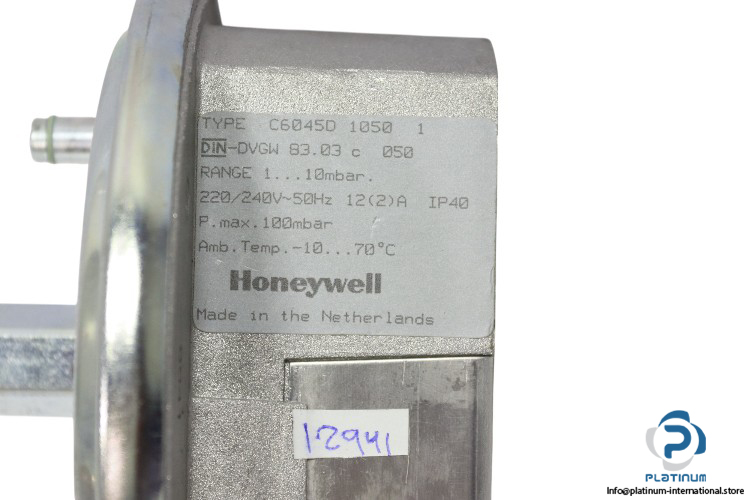 TYPE C6045D 1050 1
DIN-DVGW 83.03 c 050
RANGE 1...10mbar.
220/240V~50Hz 12(2)A IP40
P.max.100mbar
Amb.Temp.-10...70°C
Honeywell
Made in the Netherlands
12941
PLATINUM
INTERNATIONAL
Info@platinum-international.store